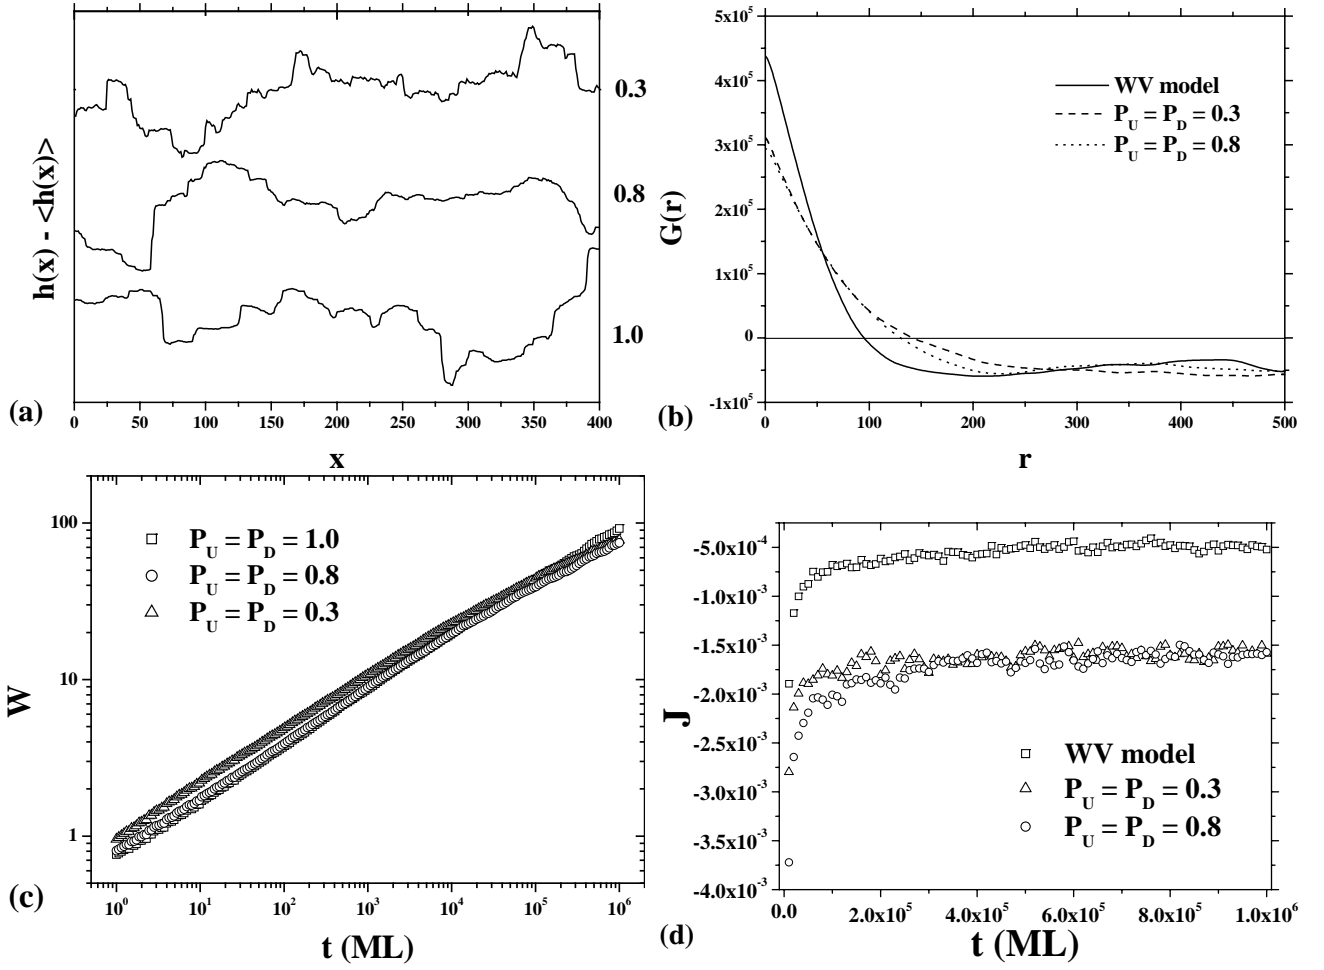 0.3
0.8
1.0
h(x) - <h(x)>
0 50 100 150 200 250 300 350 400
x
(a)
5x10⁵
4x10⁵
3x10⁵
2x10⁵
1x10⁵
0
-1x10⁵
G(r)
WV model
P_U = P_D = 0.3
P_U = P_D = 0.8
0 100 200 300 400 500
r
(b)
100
10
1
W
P_U = P_D = 1.0
P_U = P_D = 0.8
P_U = P_D = 0.3
10⁰ 10¹ 10² 10³ 10⁴ 10⁵ 10⁶
t (ML)
(c)
-5.0x10⁻⁴
-1.0x10⁻³
-1.5x10⁻³
-2.0x10⁻³
-2.5x10⁻³
-3.0x10⁻³
-3.5x10⁻³
-4.0x10⁻³
J
WV model
P_U = P_D = 0.3
P_U = P_D = 0.8
0.0 2.0x10⁵ 4.0x10⁵ 6.0x10⁵ 8.0x10⁵ 1.0x10⁶
t (ML)
(d)